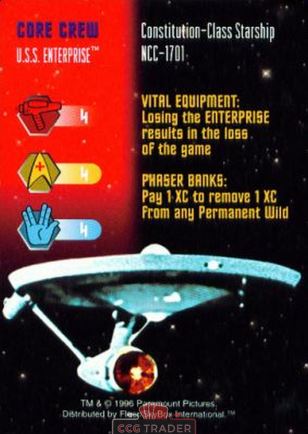 CORE CREW
U.S.S. ENTERPRISE™
Constitution-Class Starship
NCC-1701
4
4
4
VITAL EQUIPMENT:
Losing the ENTERPRISE
results in the loss
of the game
PHASER BANKS:
Pay 1 XC to remove 1 XC
From any Permanent Wild
TM & © 1996 Paramount Pictures.
Distributed by Fleer/SkyBox International.™
CCG TRADER